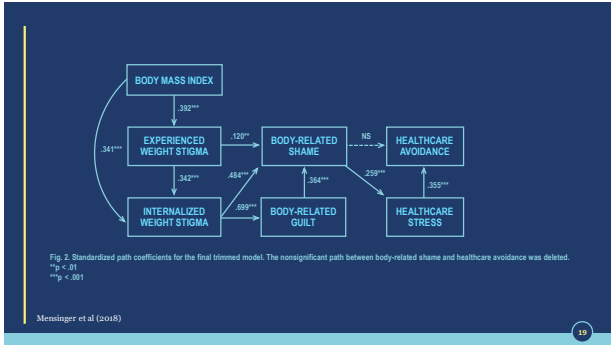 BODY MASS INDEX
.392***
EXPERIENCED
WEIGHT STIGMA
.120**
BODY-RELATED
SHAME
NS
HEALTHCARE
AVOIDANCE
.341***
.342***
.484***
.364***
.259***
.355***
INTERNALIZED
WEIGHT STIGMA
.699***
BODY-RELATED
GUILT
HEALTHCARE
STRESS
Fig. 2. Standardized path coefficients for the final trimmed model. The nonsignificant path between body-related shame and healthcare avoidance was deleted.
**p < .01
***p < .001
Mensinger et al (2018)
19